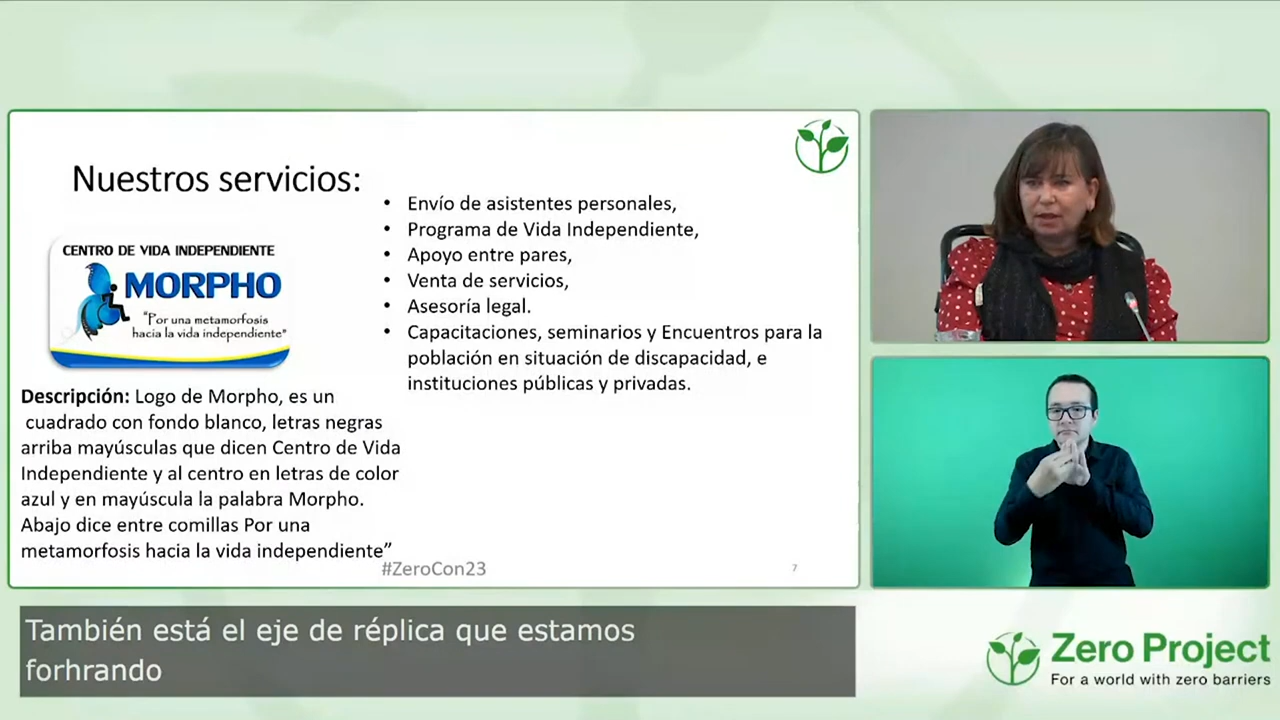 Nuestros servicios:
CENTRO DE VIDA INDEPENDIENTE
MORPHO
“Por una metamorfosis
hacia la vida independiente”
Descripción: Logo de Morpho, es un
cuadrado con fondo blanco, letras negras
arriba mayúsculas que dicen Centro de Vida
Independiente y al centro en letras de color
azul y en mayúscula la palabra Morpho.
Abajo dice entre comillas Por una
metamorfosis hacia la vida independiente”
• Envío de asistentes personales,
• Programa de Vida Independiente,
• Apoyo entre pares,
• Venta de servicios,
• Asesoría legal.
• Capacitaciones, seminarios y Encuentros para la
población en situación de discapacidad, e
instituciones públicas y privadas.
#ZeroCon23
7
También está el eje de réplica que estamos
forhrando
Zero Project
For a world with zero barriers